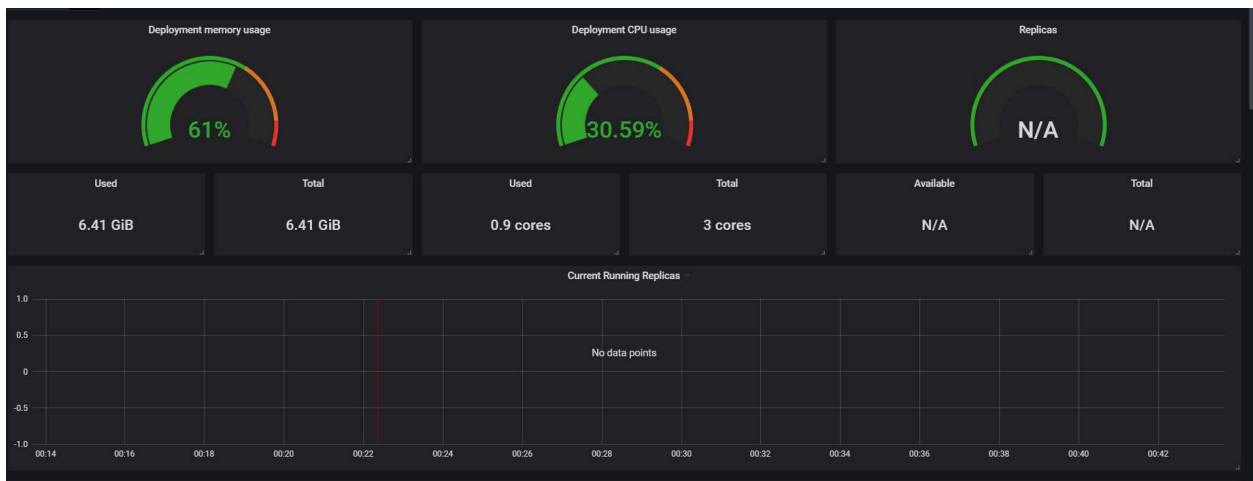 Deployment memory usage
61%
Deployment CPU usage
30.59%
Replicas
N/A
Used
6.41 GiB
Total
6.41 GiB
Used
0.9 cores
Total
3 cores
Available
N/A
Total
N/A
Current Running Replicas
1.0
0.5
0
-0.5
-1.0
No data points
00:14 00:16 00:18 00:20 00:22 00:24 00:26 00:28 00:30 00:32 00:34 00:36 00:38 00:40 00:42